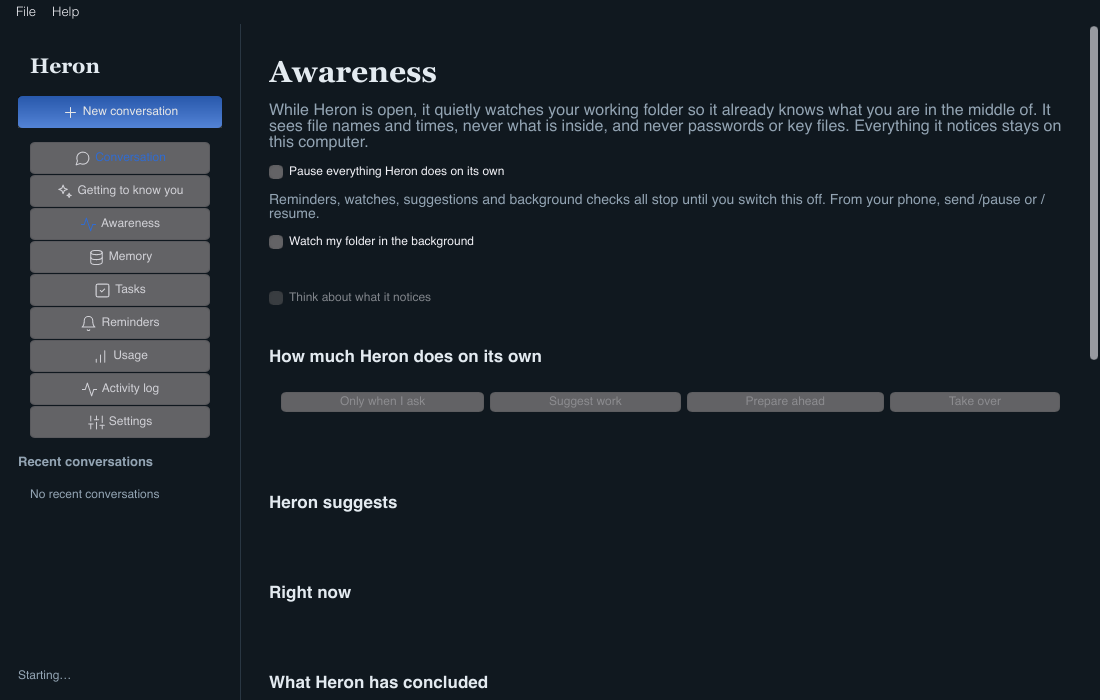 File Help
Heron
New conversation
Conversation
Getting to know you
Awareness
Memory
Tasks
Reminders
Usage
Activity log
Settings
Recent conversations
No recent conversations
Starting…
Awareness
While Heron is open, it quietly watches your working folder so it already knows what you are in the middle of. It
sees file names and times, never what is inside, and never passwords or key files. Everything it notices stays on
this computer.
Pause everything Heron does on its own
Reminders, watches, suggestions and background checks all stop until you switch this off. From your phone, send /pause or /
resume.
Watch my folder in the background
Think about what it notices
How much Heron does on its own
Only when I ask
Suggest work
Prepare ahead
Take over
Heron suggests
Right now
What Heron has concluded